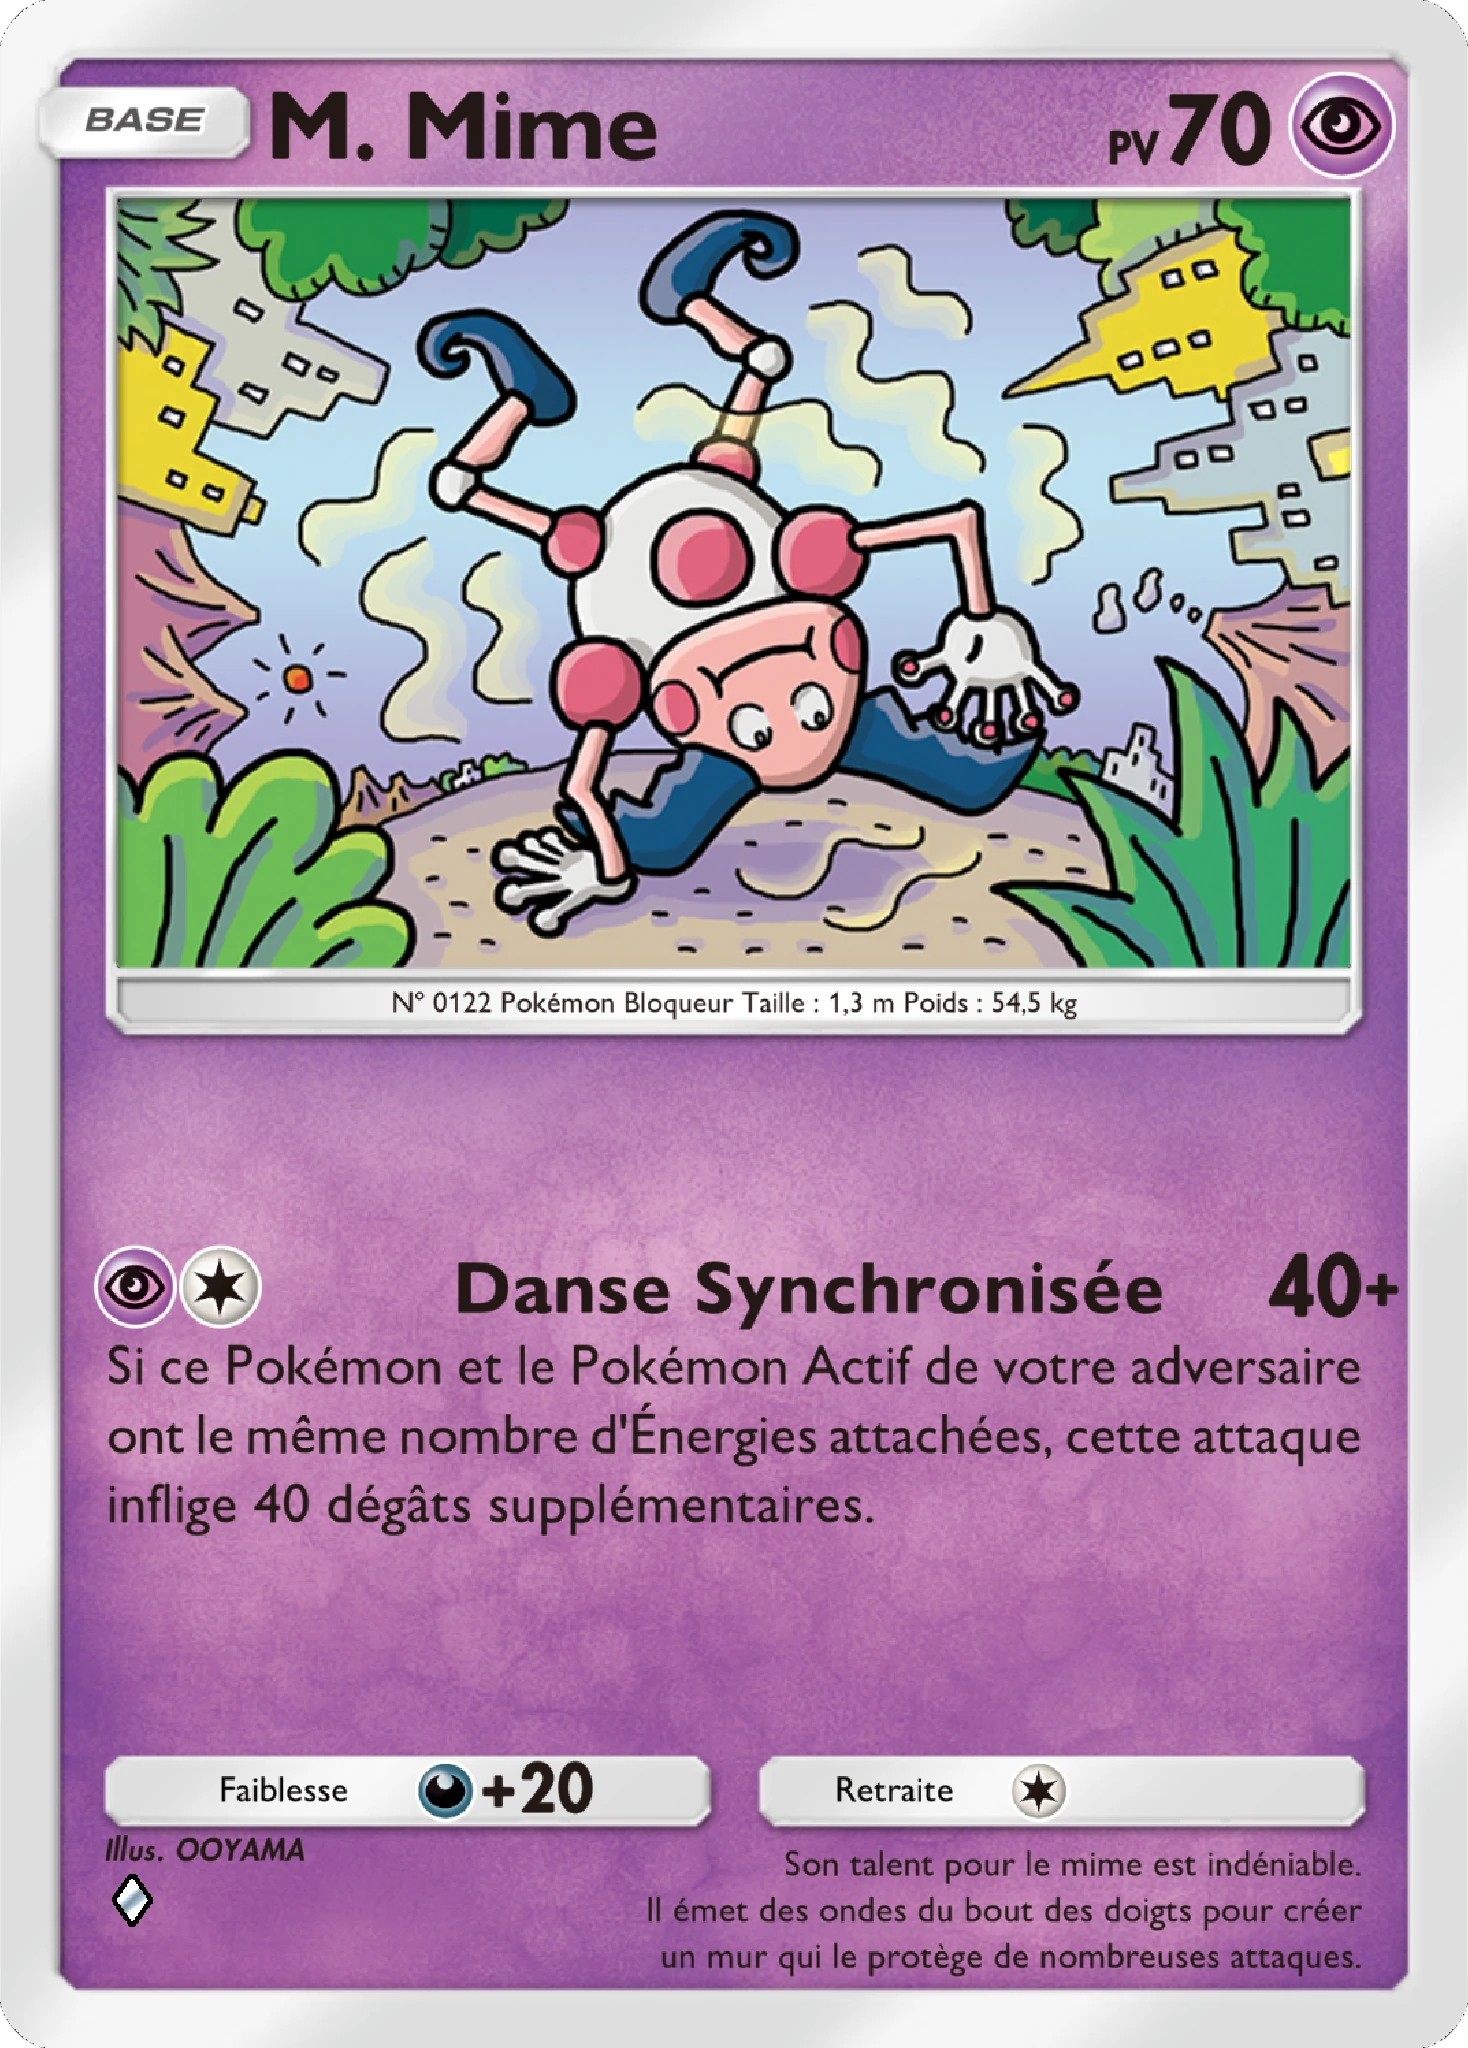 BASE
M. Mime
PV 70
N° 0122 Pokémon Bloqueur Taille : 1,3 m Poids : 54,5 kg
Danse Synchronisée 40+
Si ce Pokémon et le Pokémon Actif de votre adversaire
ont le même nombre d'Énergies attachées, cette attaque
inflige 40 dégâts supplémentaires.
Faiblesse +20
Retraite
Illus. OOYAMA
Son talent pour le mime est indéniable.
Il émet des ondes du bout des doigts pour créer
un mur qui le protège de nombreuses attaques.